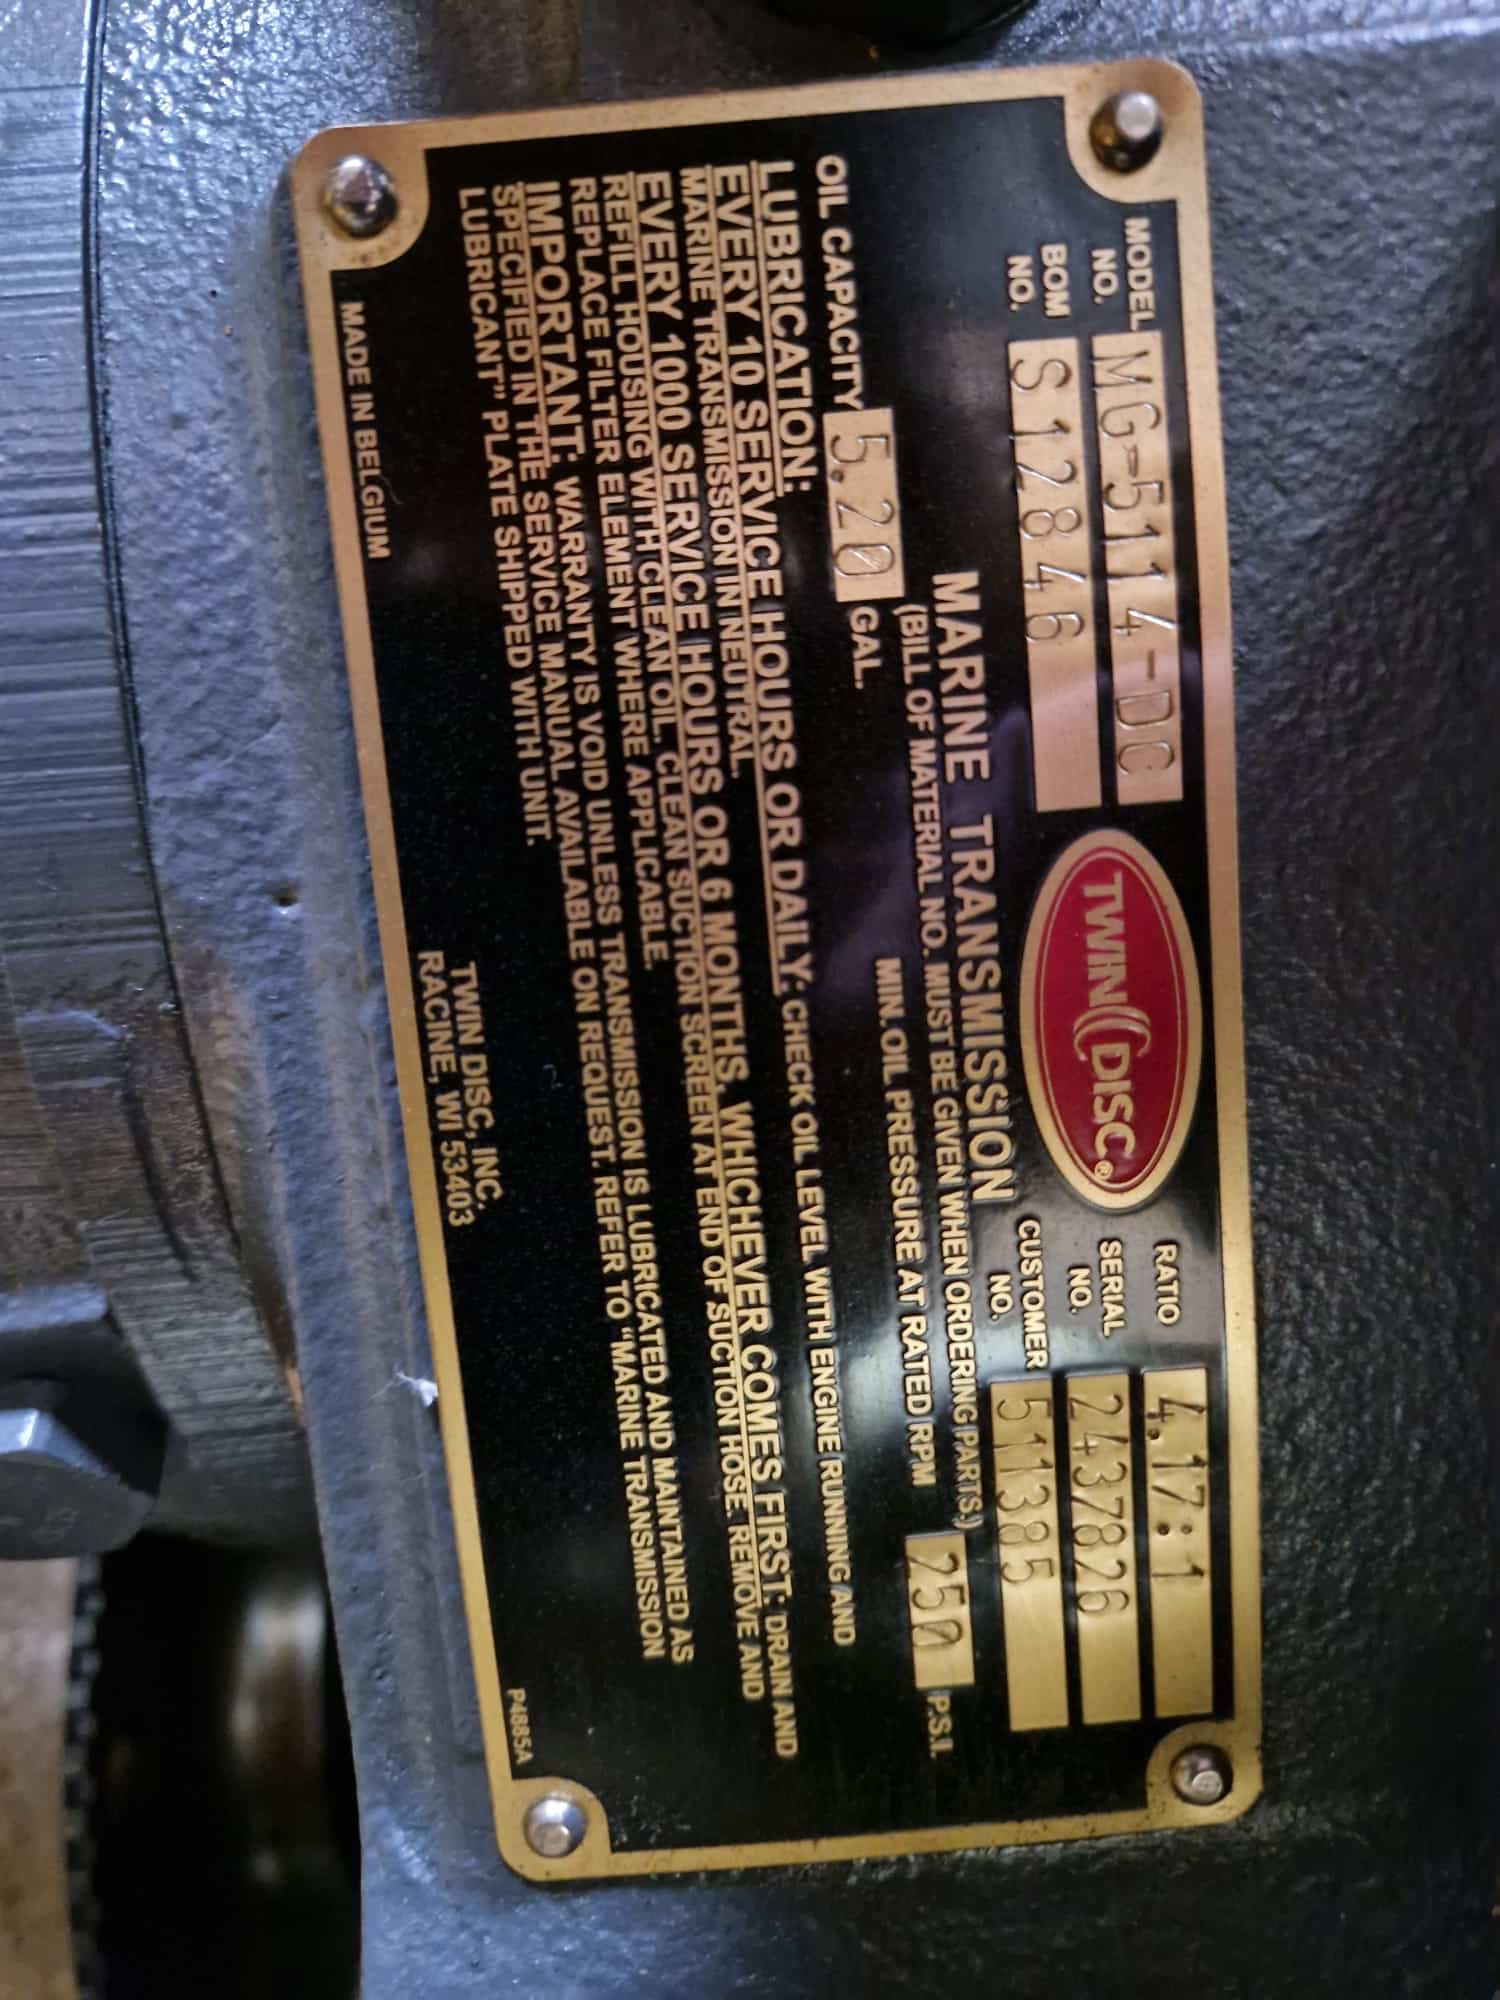 MODEL NO. MG-5114-DC
BOM NO. S12846
TWIN DISC®
RATIO 4.17:1
SERIAL NO. 2437826
CUSTOMER NO. 511385
MARINE TRANSMISSION
(BILL OF MATERIAL NO. MUST BE GIVEN WHEN ORDERING PARTS.)
OIL CAPACITY 5.20 GAL.
MIN. OIL PRESSURE AT RATED RPM 250 P.S.I.
LUBRICATION:
EVERY 10 SERVICE HOURS OR DAILY: CHECK OIL LEVEL WITH ENGINE RUNNING AND
MARINE TRANSMISSION IN NEUTRAL.
EVERY 1000 SERVICE HOURS OR 6 MONTHS, WHICHEVER COMES FIRST: DRAIN AND
REFILL HOUSING WITH CLEAN OIL. CLEAN SUCTION SCREEN AT END OF SUCTION HOSE. REMOVE AND
REPLACE FILTER ELEMENT WHERE APPLICABLE.
IMPORTANT: WARRANTY IS VOID UNLESS TRANSMISSION IS LUBRICATED AND MAINTAINED AS
SPECIFIED IN THE SERVICE MANUAL AVAILABLE ON REQUEST. REFER TO "MARINE TRANSMISSION
LUBRICANT" PLATE SHIPPED WITH UNIT.
MADE IN BELGIUM
TWIN DISC, INC.
RACINE, WI 53403
P4885A